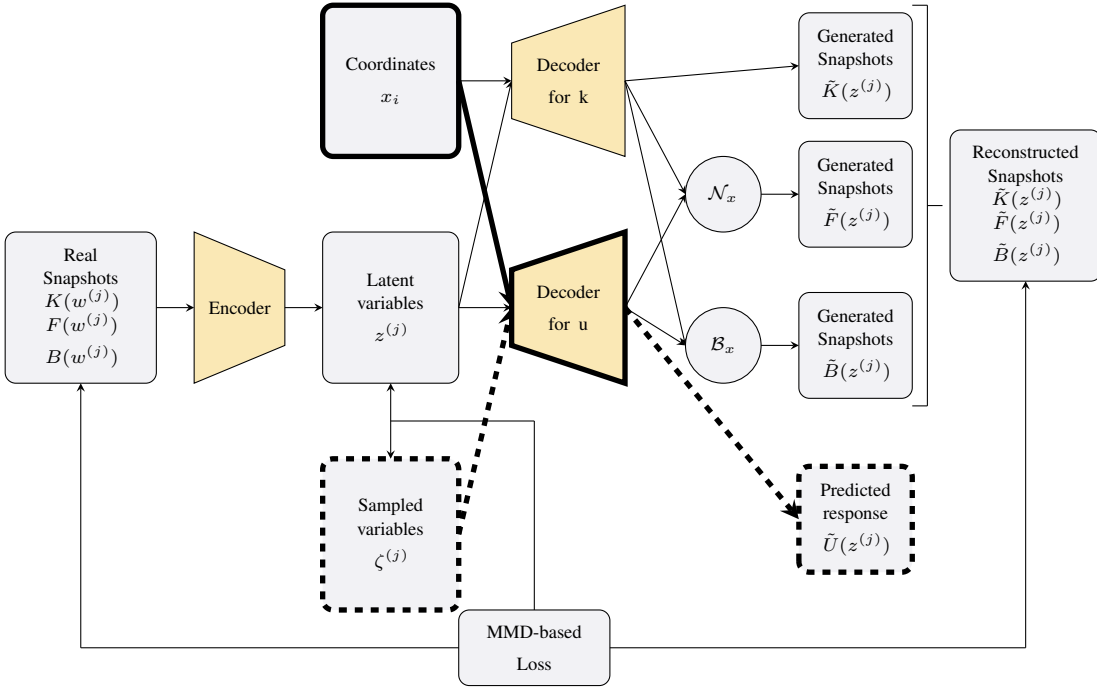 Coordinates
x_i
Decoder
for k
Generated
Snapshots
K̃(z^(j))
Generated
Snapshots
F̃(z^(j))
Generated
Snapshots
B̃(z^(j))
𝒩_x
ℬ_x
Reconstructed
Snapshots
K̃(z^(j))
F̃(z^(j))
B̃(z^(j))
Real
Snapshots
K(w^(j))
F(w^(j))
B(w^(j))
Encoder
Latent
variables
z^(j)
Decoder
for u
Sampled
variables
ζ^(j)
Predicted
response
Ũ(z^(j))
MMD-based
Loss